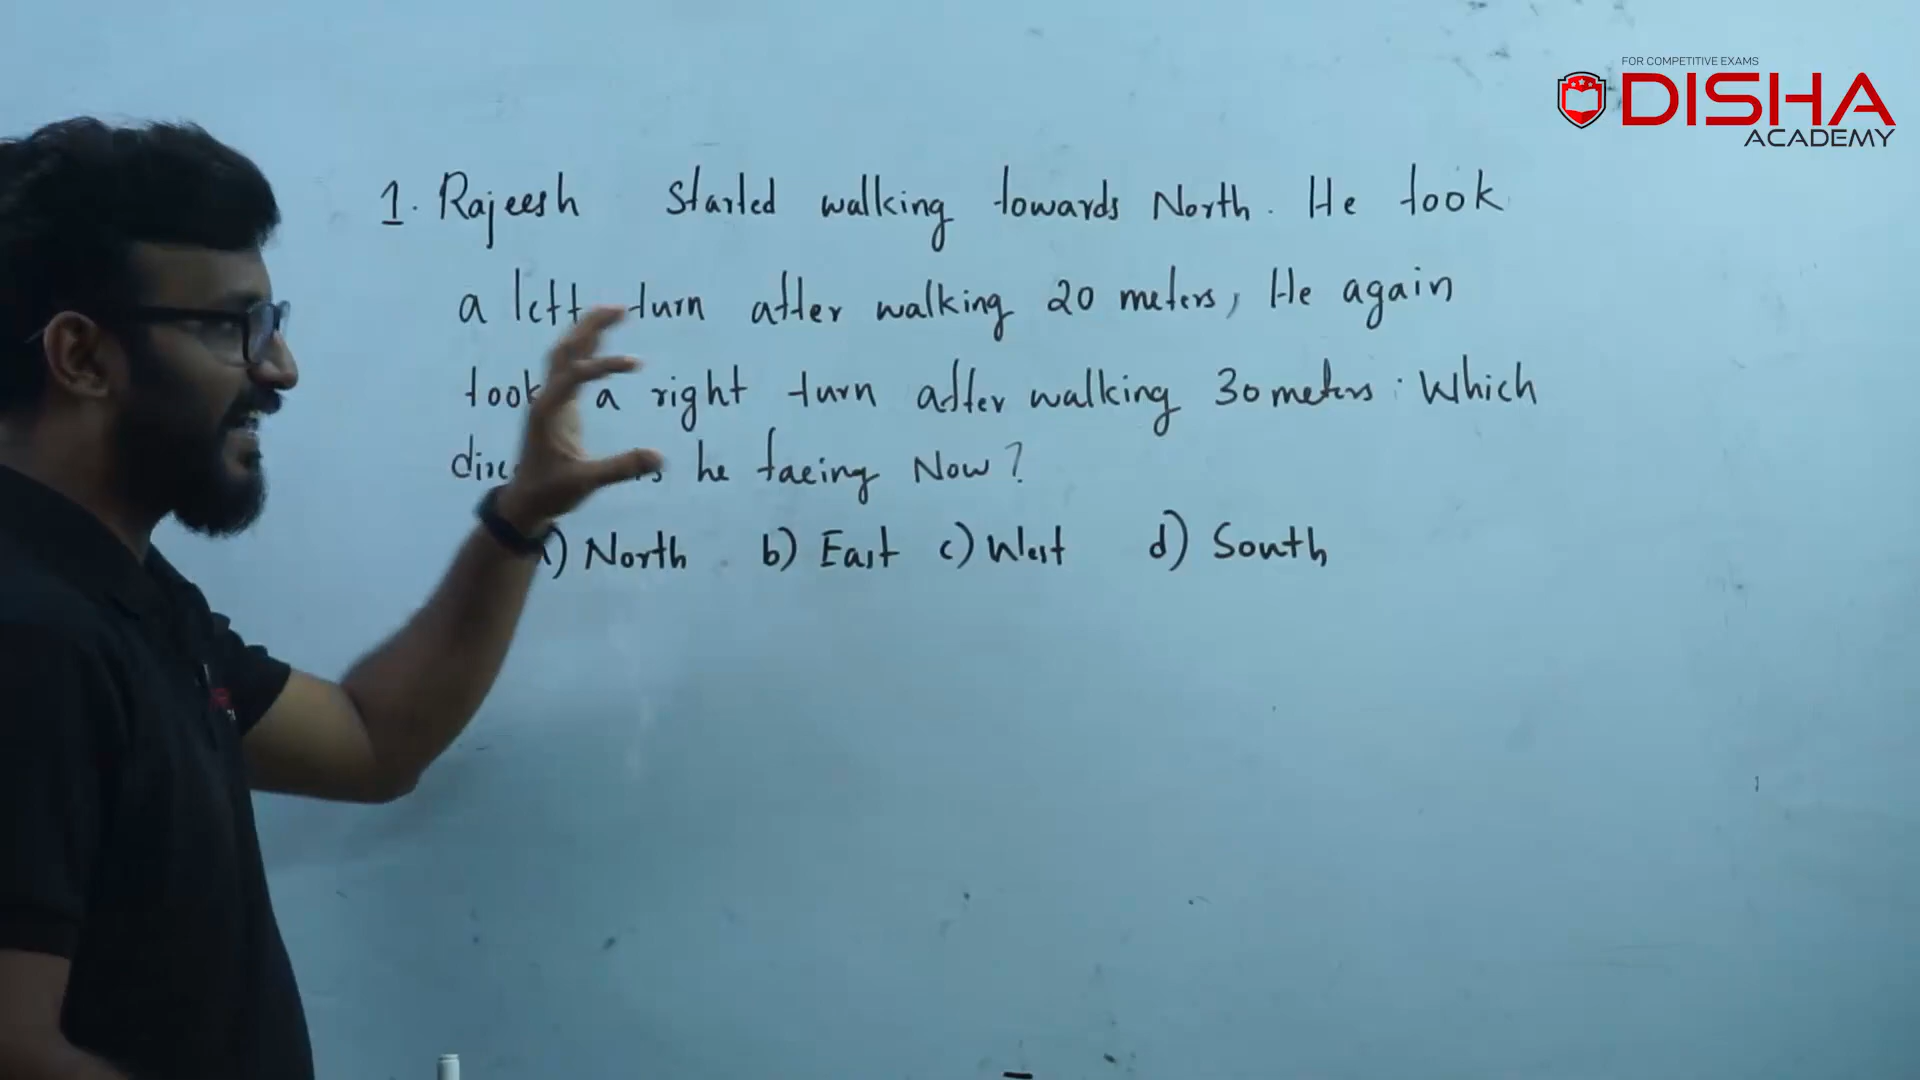 FOR COMPETITIVE EXAMS
DISHA
ACADEMY
1. Rajeesh started walking towards North. He took
a left turn after walking 20 meters, He again
took a right turn after walking 30 meters. Which
he facing Now?
) North b) East c) West d) South